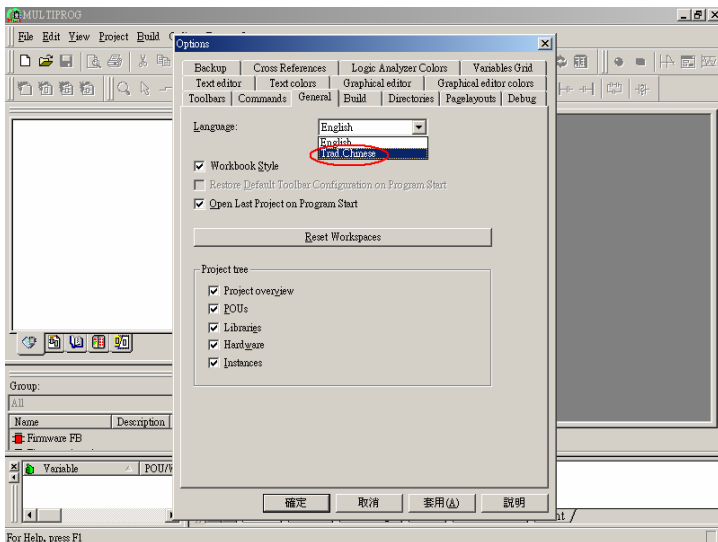 MULTIPROG
File Edit View Project Build
Options
Backup Cross References Logic Analyzer Colors Variables Grid
Text editor Text colors Graphical editor Graphical editor colors
Toolbars Commands General Build Directories Pagelayouts Debug
Language: English
English
Trad.Chinese
Workbook Style
Restore Default Toolbar Configuration on Program Start
Open Last Project on Program Start
Reset Workspaces
Project tree
Project overview
POUs
Libraries
Hardware
Instances
Group:
All
Name Description
Firmware FB
Variable POU/
確定 取消 套用(A) 説明
For Help, press F1